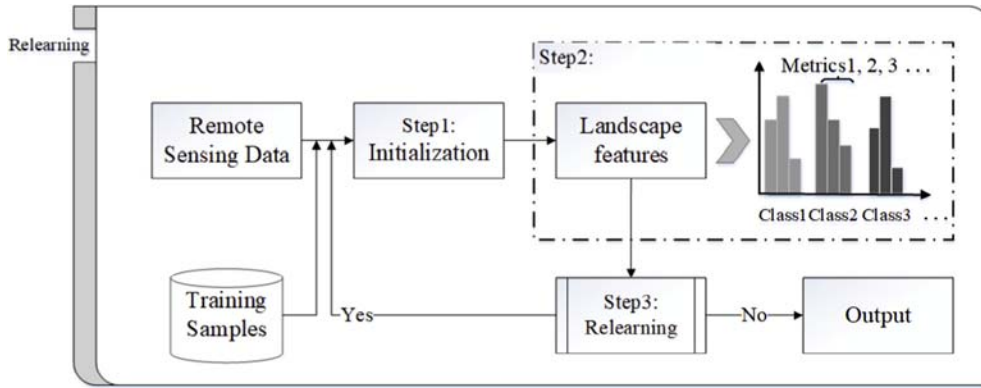 Relearning
Step2:
Metrics1, 2, 3 . . .
Remote
Sensing Data
Step1:
Initialization
Landscape
features
Class1 Class2 Class3 . . .
Training
Samples
Yes
Step3:
Relearning
No
Output